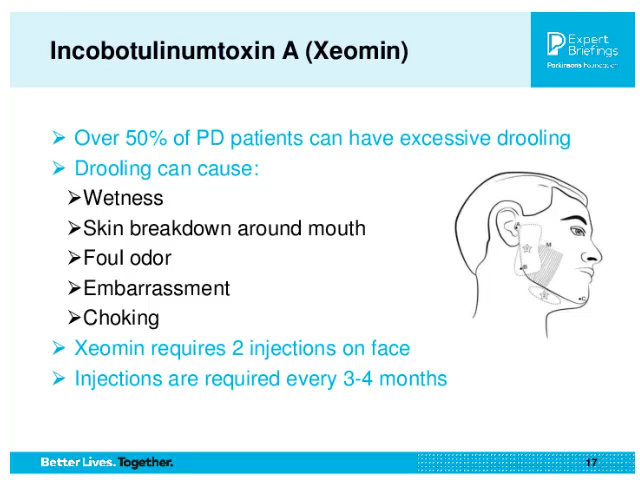 Incobotulinumtoxin A (Xeomin)
Expert
Briefings
Parkinson's Foundation
➢ Over 50% of PD patients can have excessive drooling
➢ Drooling can cause:
➢Wetness
➢Skin breakdown around mouth
➢Foul odor
➢Embarrassment
➢Choking
➢ Xeomin requires 2 injections on face
➢ Injections are required every 3-4 months
M
B
C
Better Lives. Together.
17